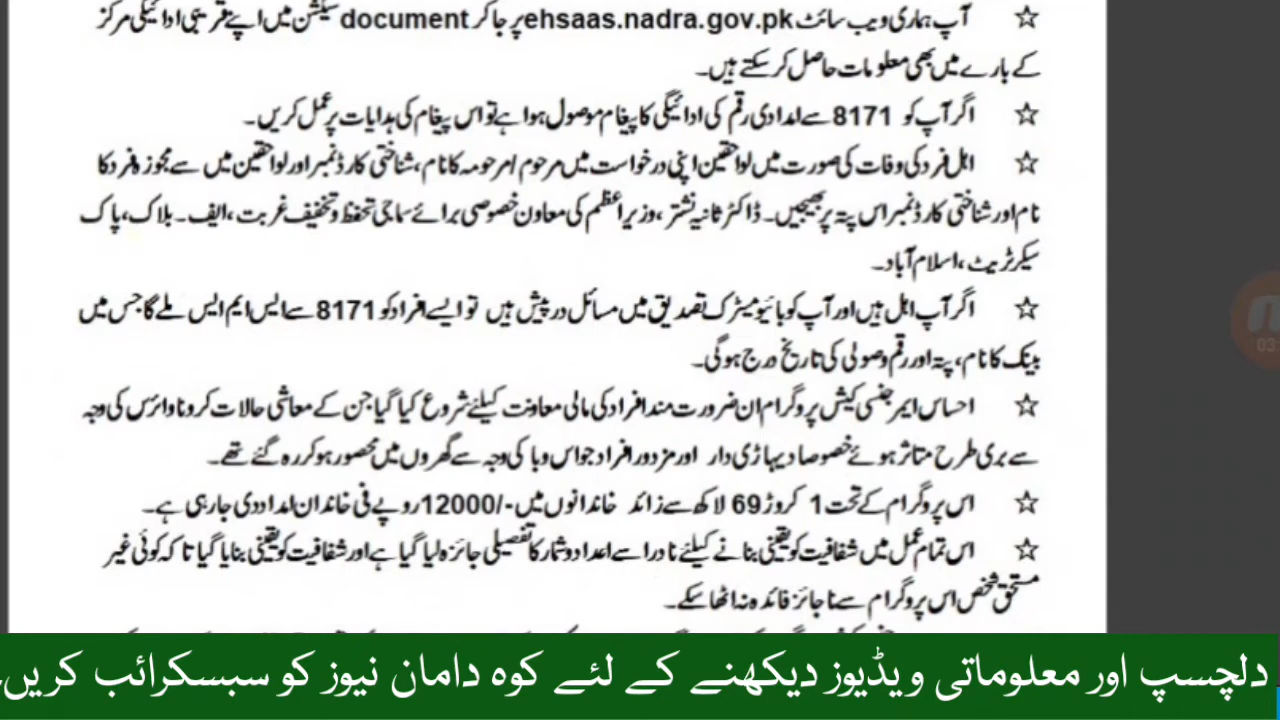 ☆ آپ ہماری ویب سائٹ ehsaas.nadra.gov.pk پر جا کر document سیکشن میں اپنے قریبی ادائیگی مرکز
کے بارے میں بھی معلومات حاصل کر سکتے ہیں۔
☆ اگر آپ کو 8171 سے امدادی رقم کی ادائیگی کا پیغام موصول ہوا ہے تو اس پیغام کی ہدایات پر عمل کریں۔
☆ اہل فرد کی وفات کی صورت میں لواحقین اپنی درخواست میں مرحوم/مرحومہ کا نام، شناختی کارڈ نمبر اور لواحقین میں سے مجوزہ فرد کا
نام اور شناختی کارڈ نمبر اس پتہ پر بھیجیں۔ ڈاکٹر ثانیہ نشتر، وزیراعظم کی معاون خصوصی برائے سماجی تحفظ و تخفیف غربت، ایف۔ بلاک، پاک
سیکرٹریٹ، اسلام آباد۔
☆ اگر آپ اہل ہیں اور آپ کو بائیومیٹرک تصدیق میں مسائل درپیش ہیں تو ایسے افراد کو 8171 سے ایس ایم ایس ملے گا جس میں
بینک کا نام، پتہ اور رقم وصولی کی تاریخ درج ہوگی۔
☆ احساس ایمرجنسی کیش پروگرام ان ضرورت مند افراد کی مالی معاونت کیلئے شروع کیا گیا جن کے معاشی حالات کرونا وائرس کی وجہ
سے بری طرح متاثر ہوئے خصوصا دیہاڑی دار اور مزدور افراد جو اس وبا کی وجہ سے گھروں میں محصور ہو کر رہ گئے تھے۔
☆ اس پروگرام کے تحت 1 کروڑ 69 لاکھ سے زائد خاندانوں میں -/12000 روپے فی خاندان امداد دی جا رہی ہے۔
☆ اس تمام عمل میں شفافیت کو یقینی بنانے کیلئے نادرا سے اعداد و شمار کا تفصیلی جائزہ لیا گیا ہے اور شفافیت کو یقینی بنایا گیا تا کہ کوئی غیر
مستحق شخص اس پروگرام سے ناجائز فائدہ نہ اٹھا سکے۔
دلچسپ اور معلوماتی ویڈیوز دیکھنے کے لئے کوہ دامان نیوز کو سبسکرائب کریں۔